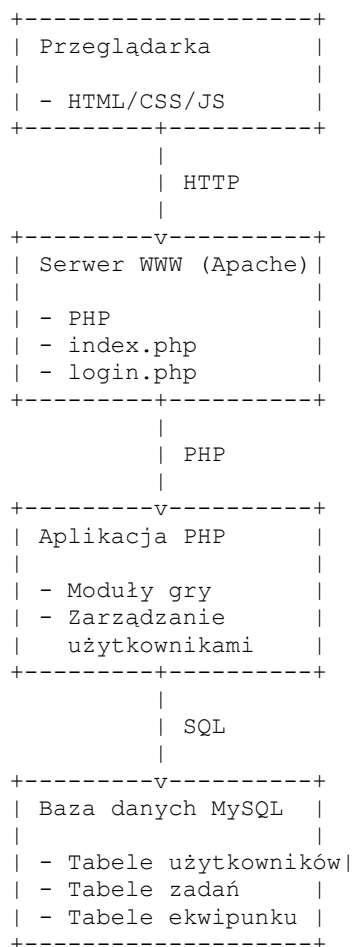 Przeglądarka
- HTML/CSS/JS
HTTP
Serwer WWW (Apache)
- PHP
- index.php
- login.php
PHP
Aplikacja PHP
- Moduły gry
- Zarządzanie
użytkownikami
SQL
Baza danych MySQL
- Tabele użytkowników
- Tabele zadań
- Tabele ekwipunku